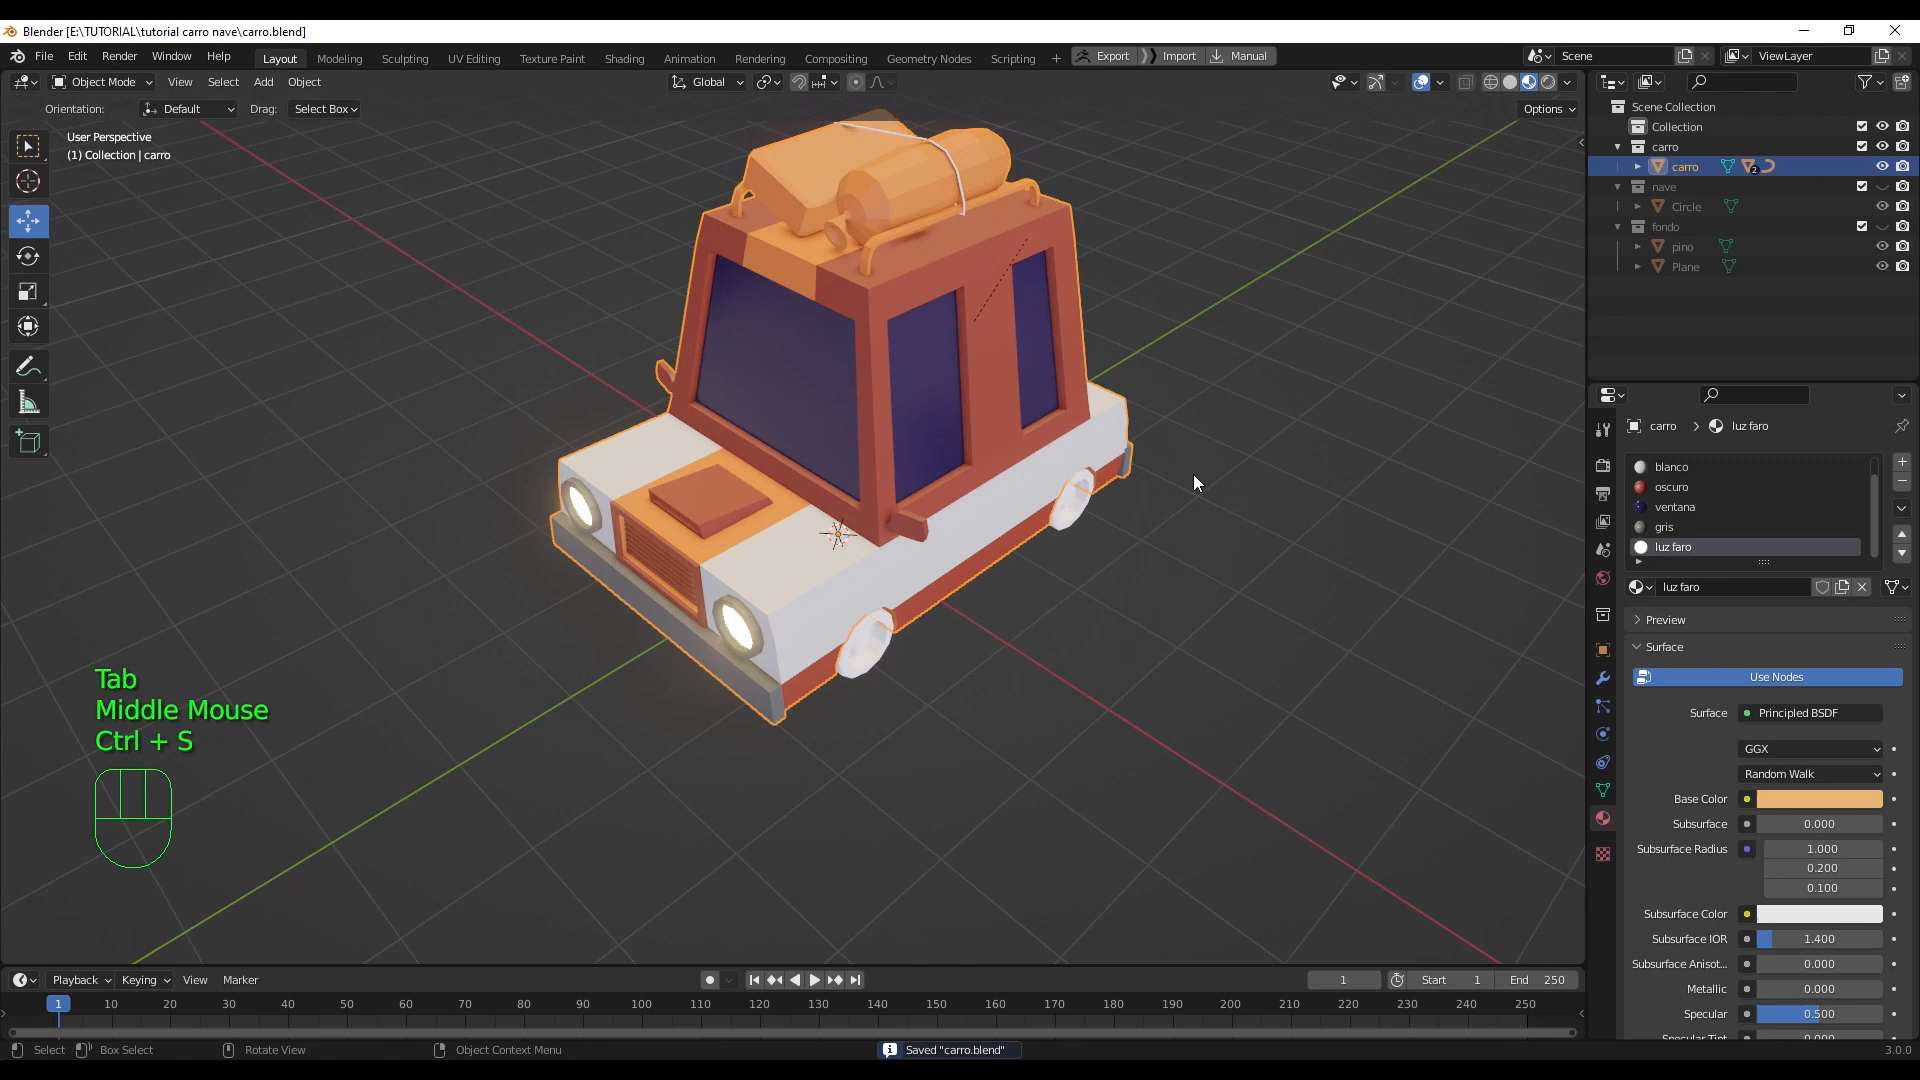 Blender [E:\TUTORIAL\tutorial carro nave\carro.blend]
File Edit Render Window Help Layout Modeling Sculpting UV Editing Texture Paint Shading Animation Rendering Compositing Geometry Nodes Scripting + Export Import Manual Scene ViewLayer
Object Mode View Select Add Object Global
Orientation: Default Drag: Select Box Options
User Perspective
(1) Collection | carro
Scene Collection
Collection
carro
carro 2
nave
Circle
fondo
pino
Plane
carro > luz faro
blanco
oscuro
ventana
gris
luz faro
luz faro
Preview
Surface
Use Nodes
Surface Principled BSDF
GGX
Random Walk
Base Color
Subsurface 0.000
Subsurface Radius 1.000
0.200
0.100
Subsurface Color
Subsurface IOR 1.400
Subsurface Anisot... 0.000
Metallic 0.000
Specular 0.500
Tab
Middle Mouse
Ctrl + S
Playback Keying View Marker 1 Start 1 End 250
1 10 20 30 40 50 60 70 80 90 100 110 120 130 140 150 160 170 180 190 200 210 220 230 240 250
Select Box Select Rotate View Object Context Menu Saved "carro.blend" 3.0.0